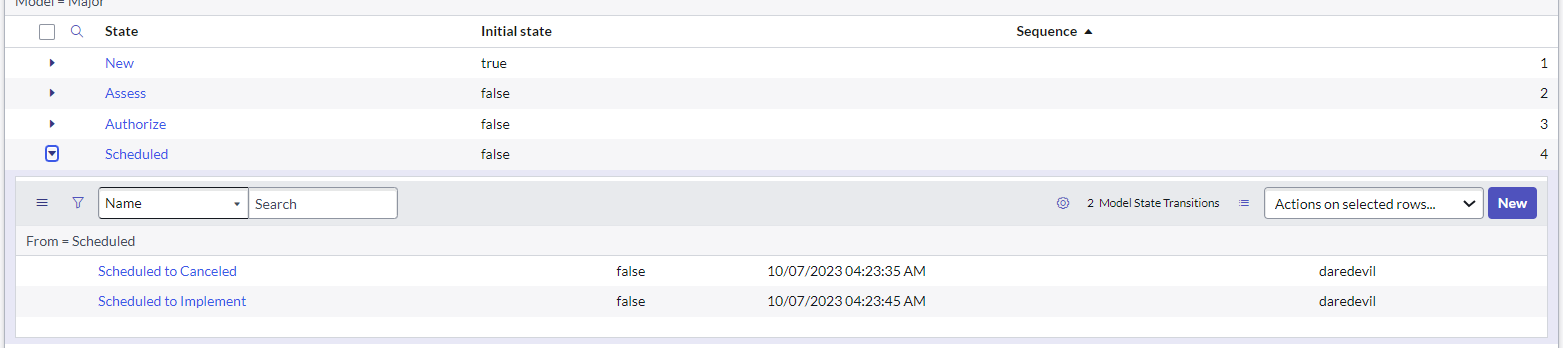 Model = Major
State Initial state Sequence
New true 1
Assess false 2
Authorize false 3
Scheduled false 4
Name Search 2 Model State Transitions Actions on selected rows... New
From = Scheduled
Scheduled to Canceled false 10/07/2023 04:23:35 AM daredevil
Scheduled to Implement false 10/07/2023 04:23:45 AM daredevil